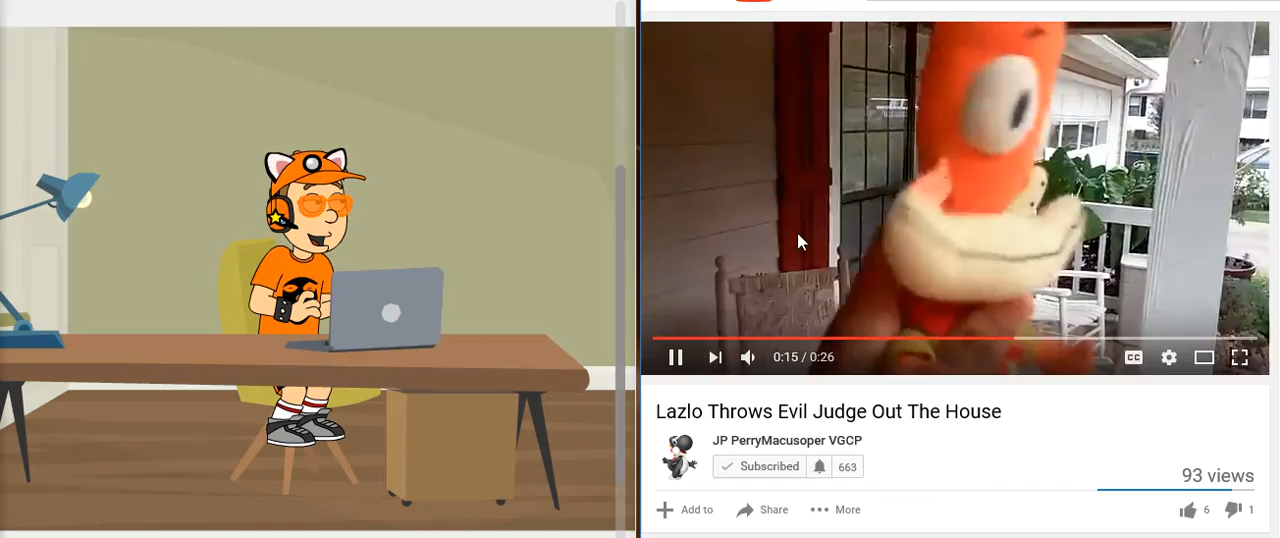 0:15 / 0:26
CC
Lazlo Throws Evil Judge Out The House
JP PerryMacusoper VGCP
Subscribed 663
93 views
Add to Share More 6 1